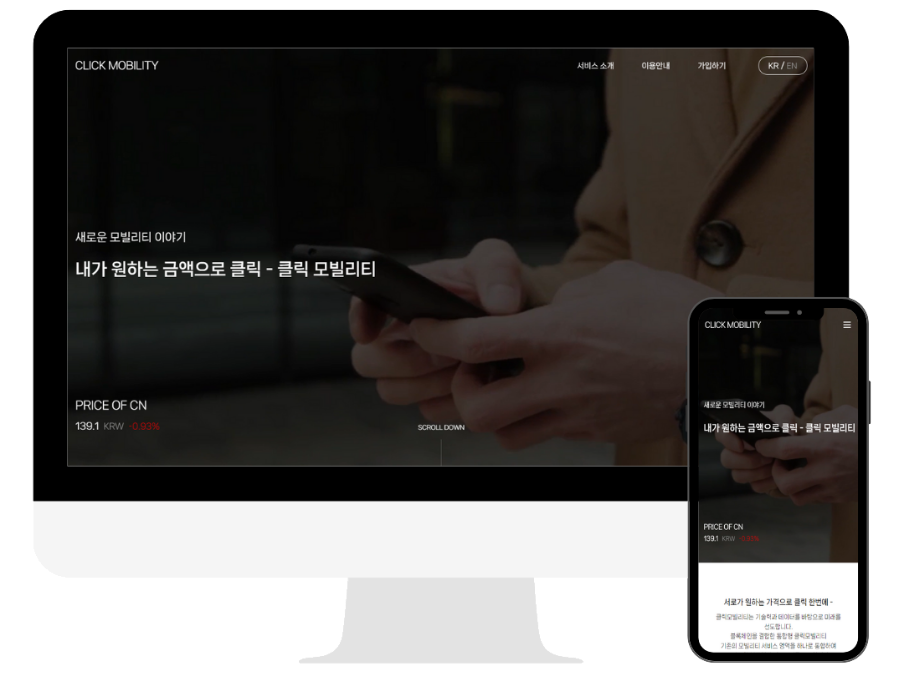 CLICK MOBILITY
서비스 소개 이용안내 가입하기 KR / EN
새로운 모빌리티 이야기
내가 원하는 금액으로 클릭 - 클릭 모빌리티
PRICE OF CN
139.1 KRW -0.93%
SCROLL DOWN
CLICK MOBILITY
새로운 모빌리티 이야기
내가 원하는 금액으로 클릭 - 클릭 모빌리티
PRICE OF CN
139.1 KRW -0.93%
서로가 원하는 가격으로 클릭 한번에 -
클릭모빌리티는 기술력과 데이터를 바탕으로 미래를
선도합니다.
블록체인을 결합한 통합형 클릭모빌리티
기존의 모빌리티 서비스 영역을 하나로 통합하여